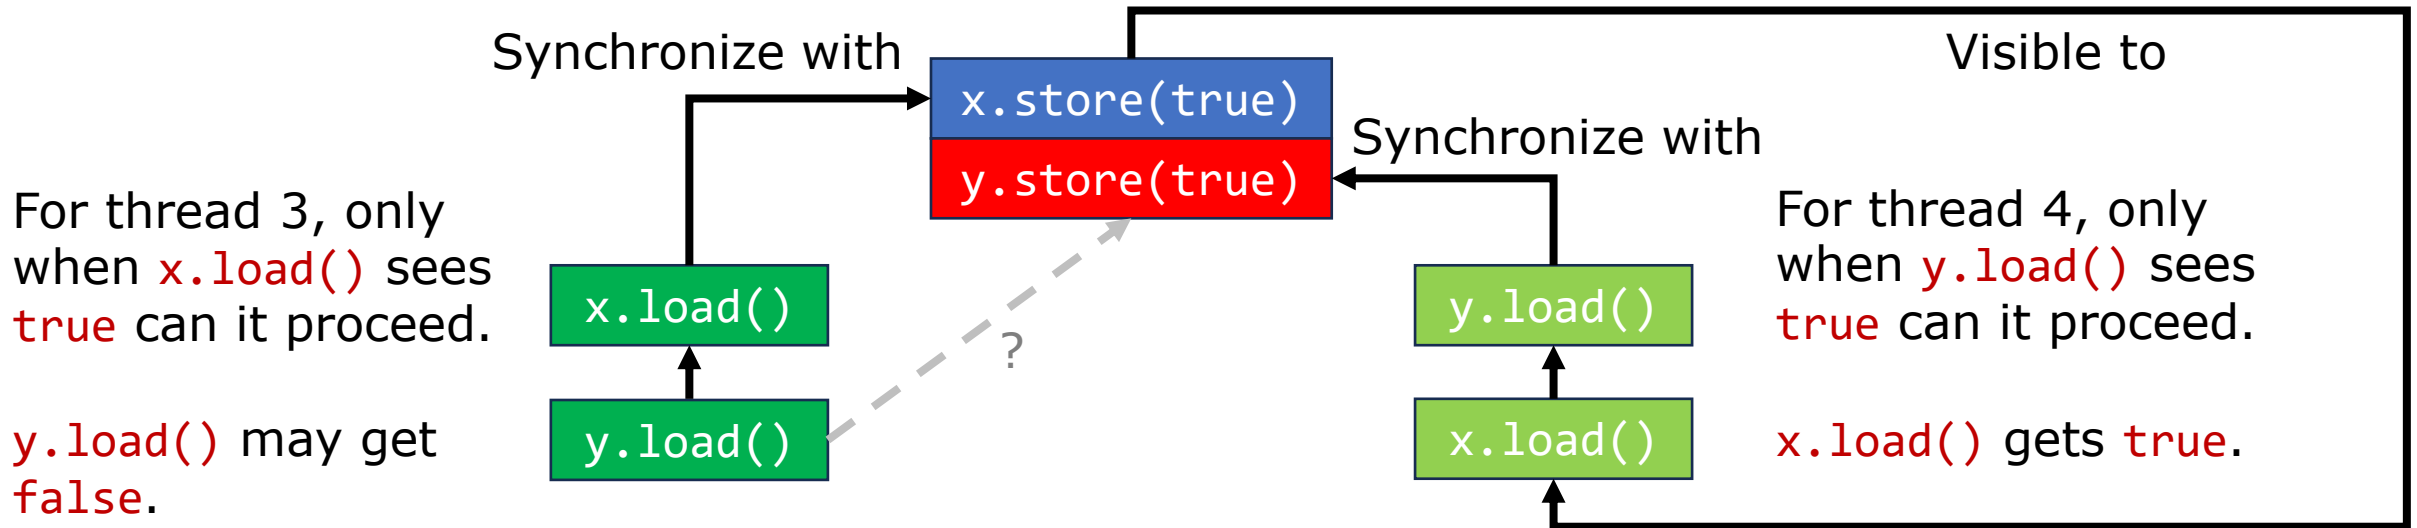 Synchronize with
Visible to
x.store(true)
Synchronize with
y.store(true)
For thread 3, only
when x.load() sees
true can it proceed.
y.load() may get
false.
x.load()
y.load()
?
y.load()
x.load()
For thread 4, only
when y.load() sees
true can it proceed.
x.load() gets true.